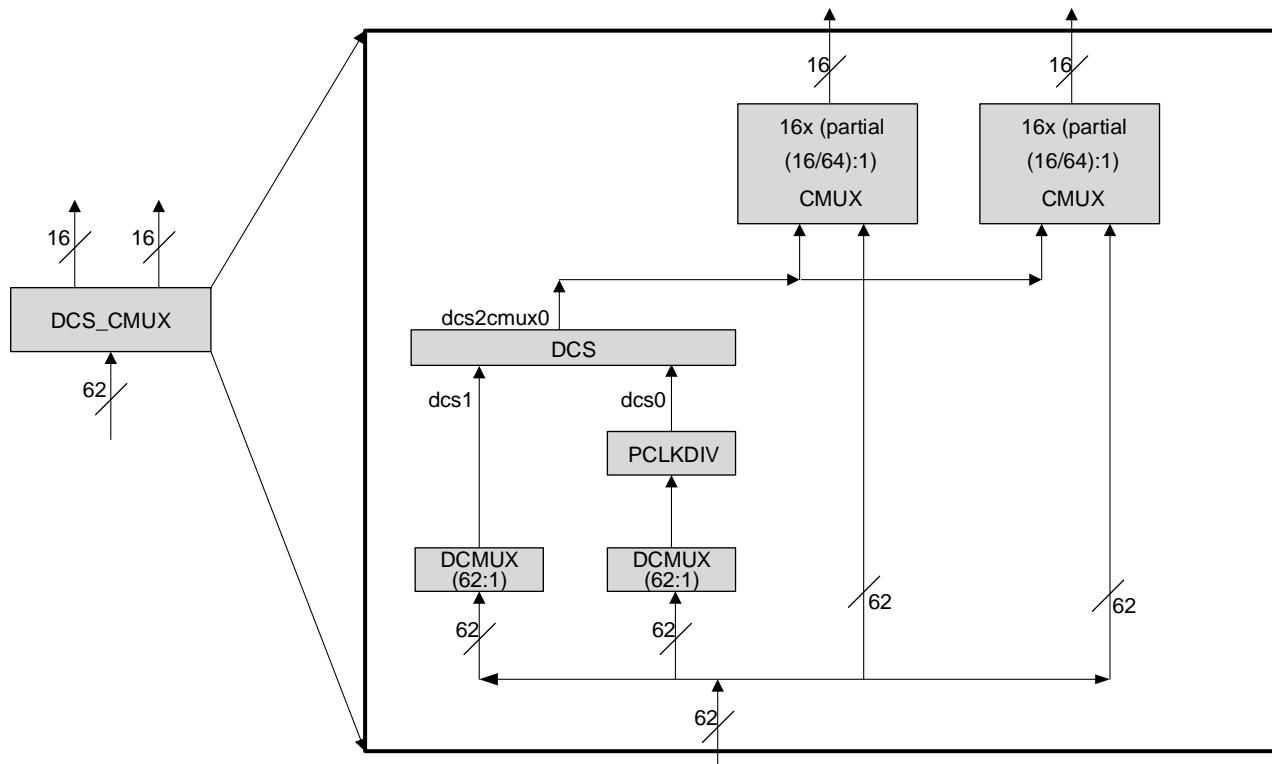 16
16
16x (partial
(16/64):1)
CMUX
16x (partial
(16/64):1)
CMUX
16
16
DCS_CMUX
62
dcs2cmux0
DCS
dcs1
dcs0
PCLKDIV
DCMUX
(62:1)
DCMUX
(62:1)
62
62
62
62
62